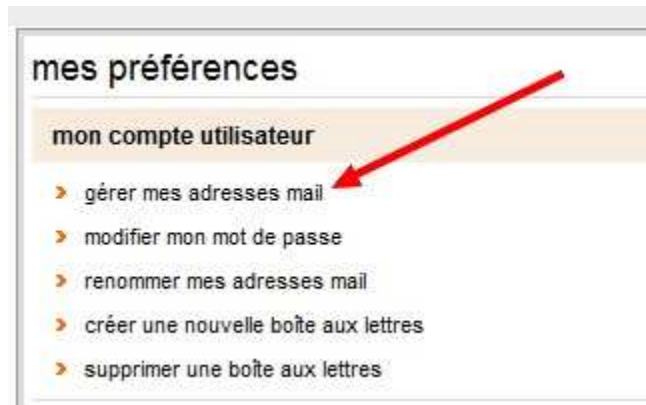 mes préférences
mon compte utilisateur
gérer mes adresses mail
modifier mon mot de passe
renommer mes adresses mail
créer une nouvelle boîte aux lettres
supprimer une boîte aux lettres